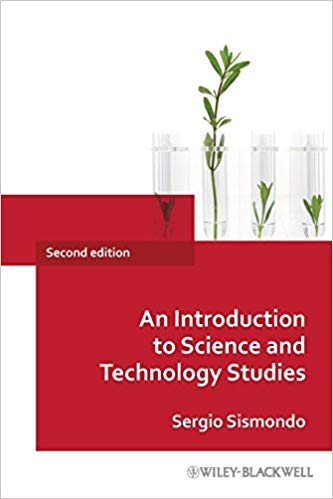 Second edition
An Introduction
to Science and
Technology Studies
Sergio Sismondo
WILEY-BLACKWELL